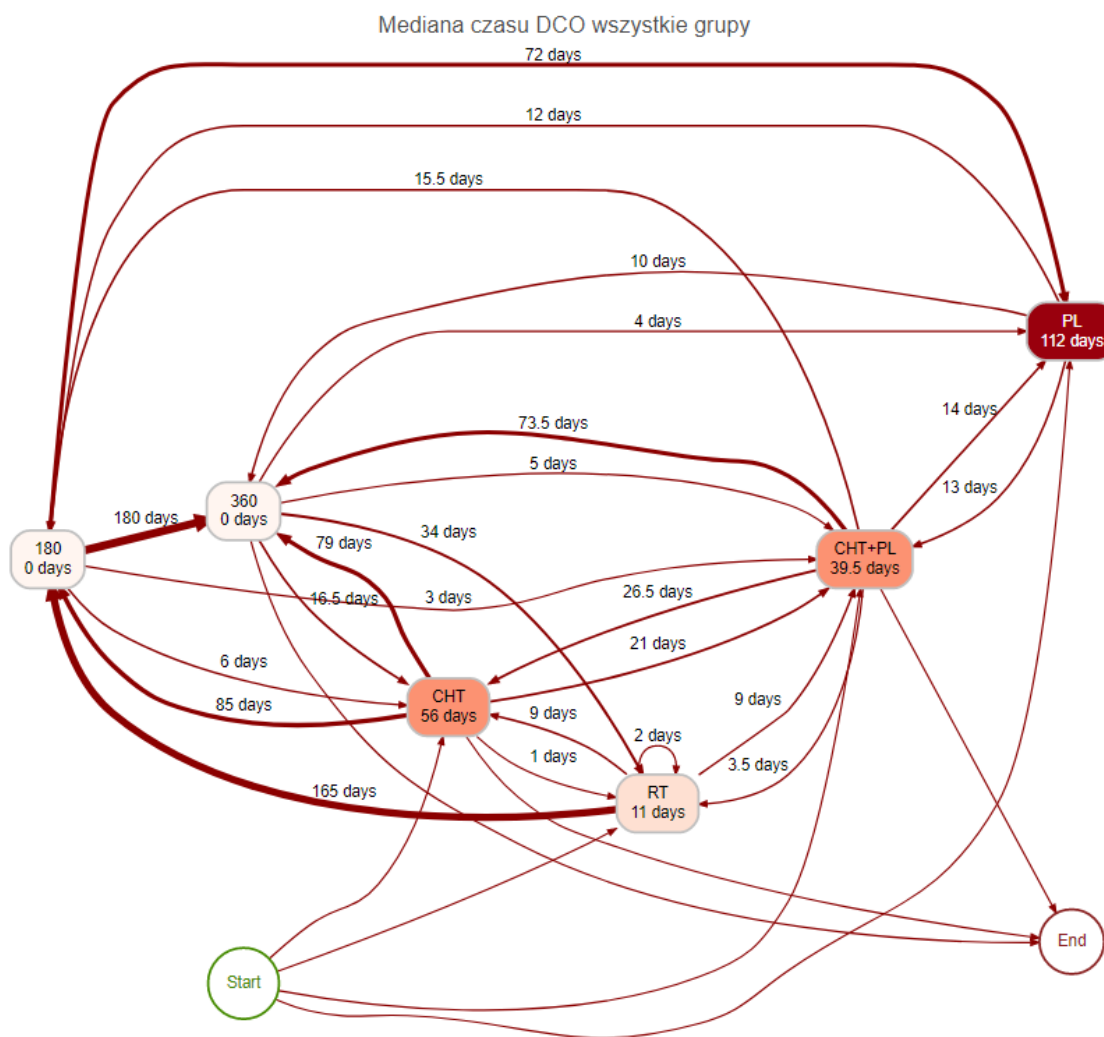 Mediana czasu DCO wszystkie grupy
72 days
12 days
15.5 days
10 days
4 days
PL
112 days
14 days
73.5 days
5 days
13 days
360
0 days
180 days
34 days
79 days
180
0 days
CHT+PL
39.5 days
16.5 days
3 days
26.5 days
21 days
6 days
CHT
56 days
85 days
9 days
9 days
2 days
1 days
3.5 days
165 days
RT
11 days
Start
End